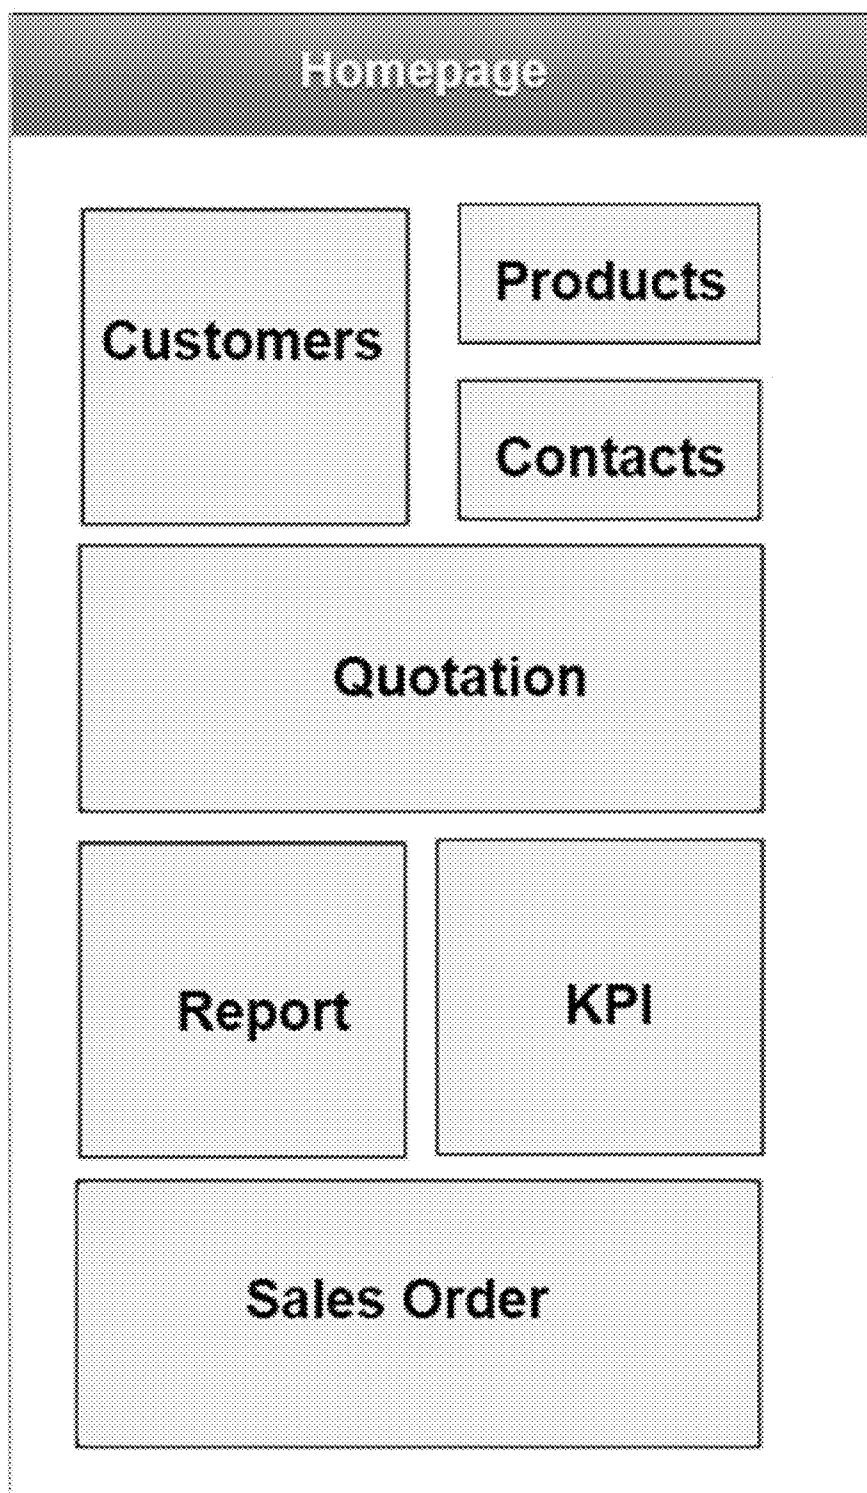 Homepage
Customers
Products
Contacts
Quotation
Report
KPI
Sales Order